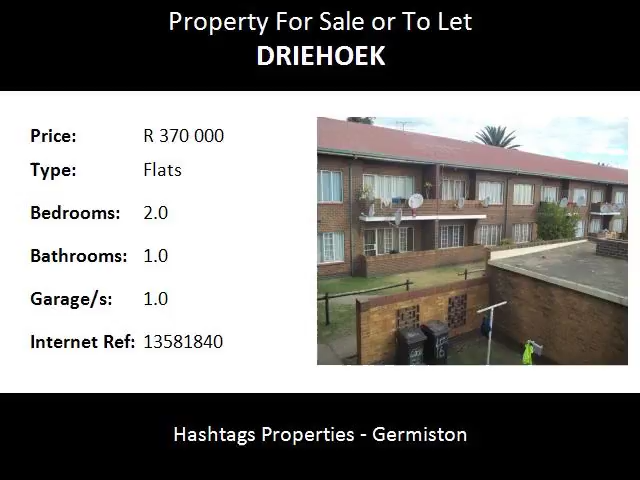 Property For Sale or To Let
DRIEHOEK
Price: R 370 000
Type: Flats
Bedrooms: 2.0
Bathrooms: 1.0
Garage/s: 1.0
Internet Ref: 13581840
Hashtags Properties - Germiston